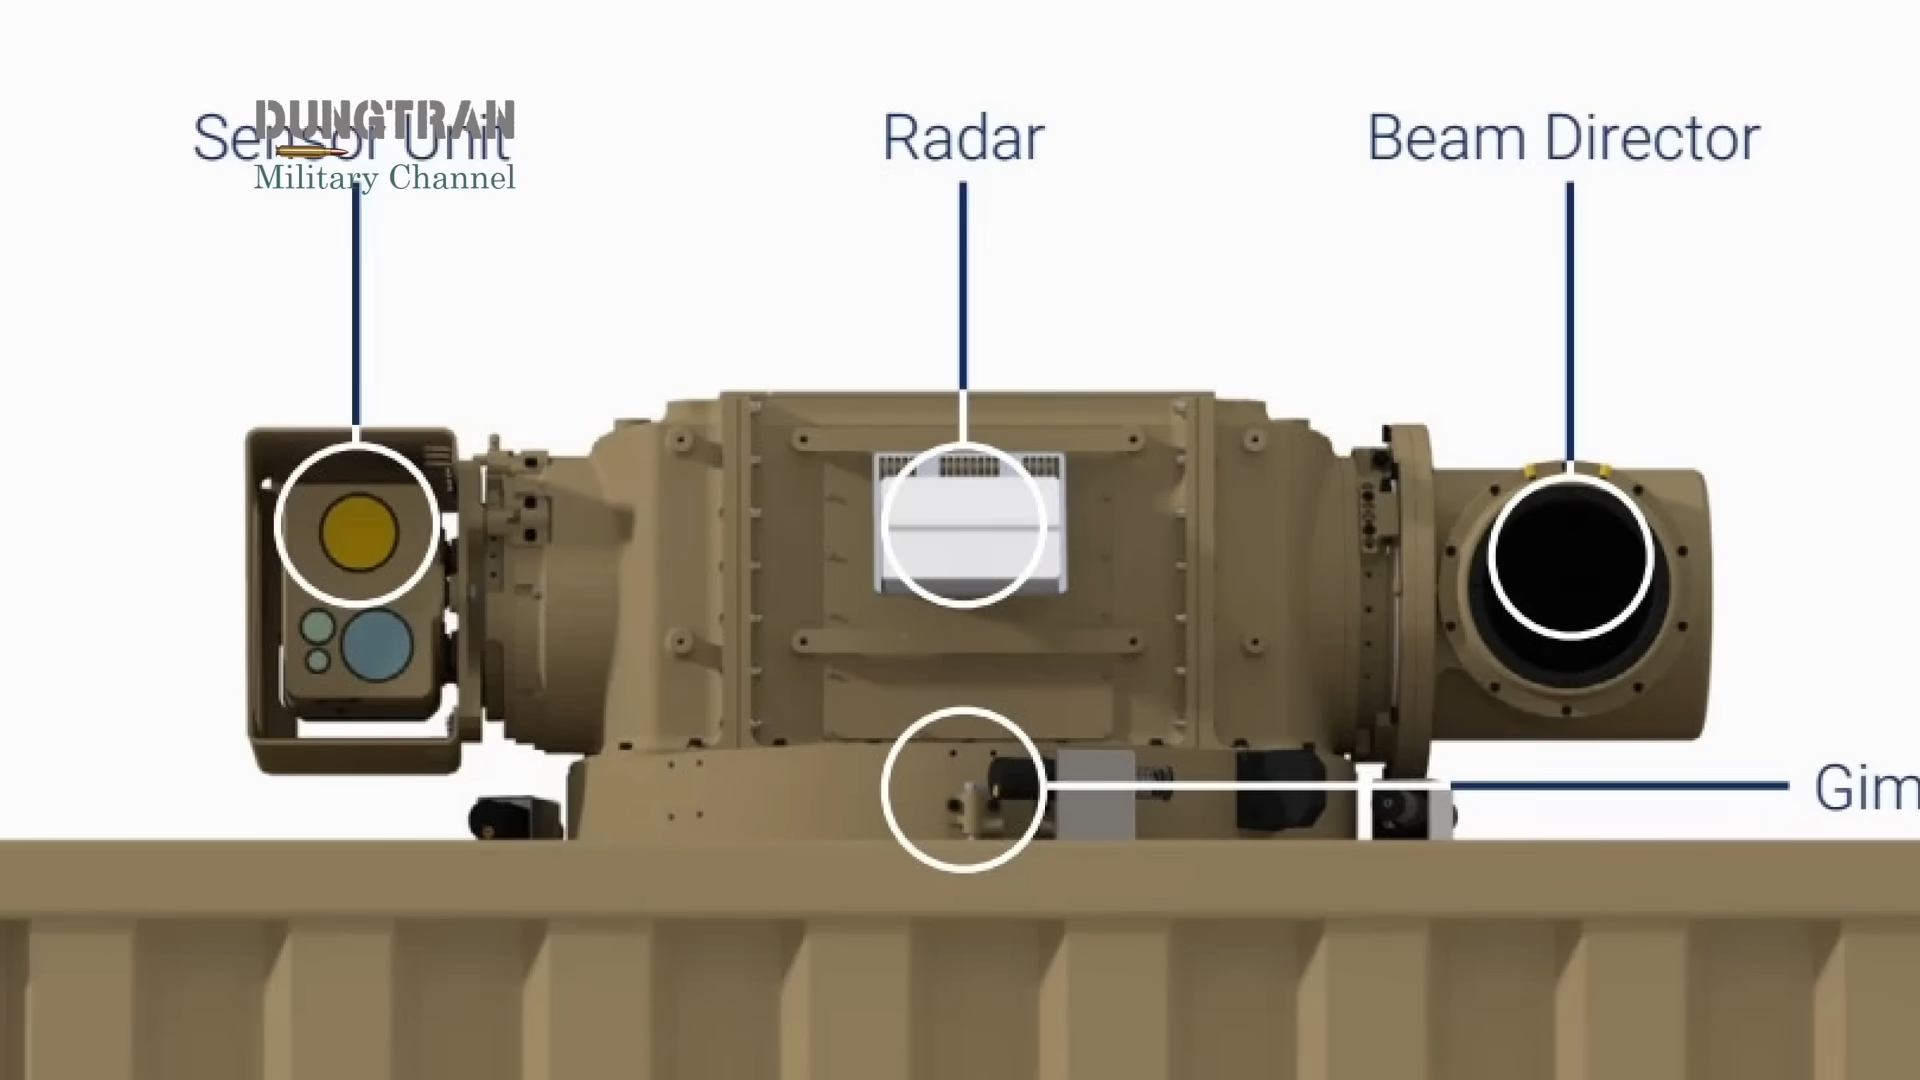 DUNGTRAN
Sensor Unit
Military Channel
Radar
Beam Director
Gim